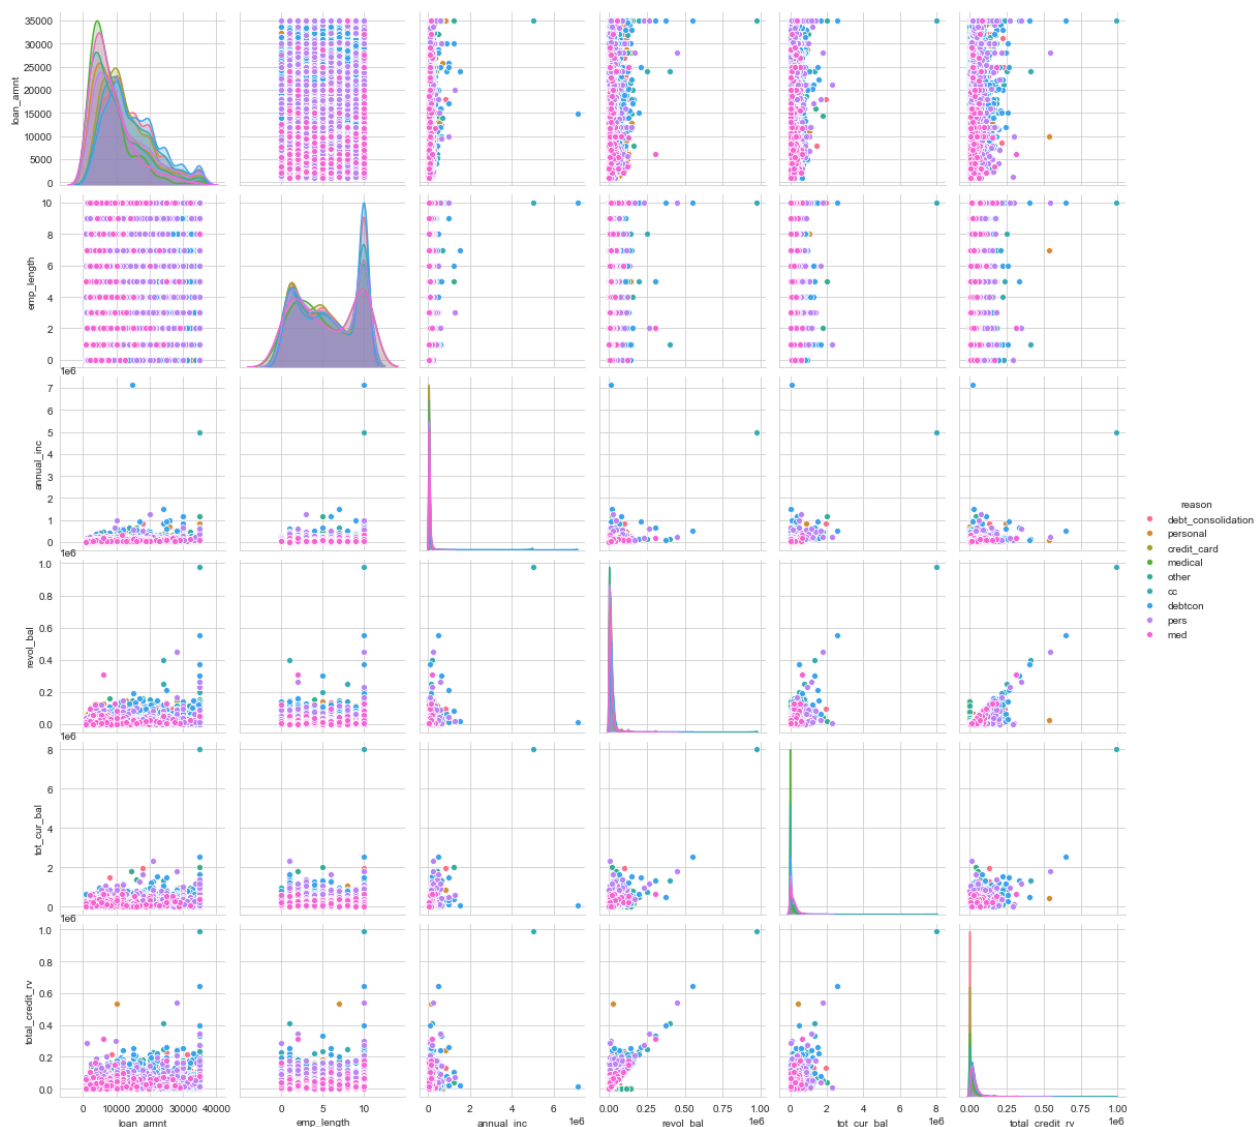 35000
30000
25000
20000
15000
10000
5000
0
loan_amnt
10
8
6
4
2
0
emp_length
1e6
7
6
5
4
3
2
1
0
annual_inc
1e6
1.0
0.8
0.6
0.4
0.2
0.0
revol_bal
1e6
8
6
4
2
0
tot_cur_bal
1e6
1.0
0.8
0.6
0.4
0.2
0.0
total_credit_rv
0 10000 20000 30000 40000
loan_amnt
0 5 10
emp_length
0 2 4 6
1e6
annual_inc
0.00 0.25 0.50 0.75 1.00
1e6
revol_bal
0 2 4 6 8
1e6
tot_cur_bal
0.00 0.25 0.50 0.75 1.00
1e6
total_credit_rv
reason
debt_consolidation
personal
credit_card
medical
other
cc
debtcon
pers
med